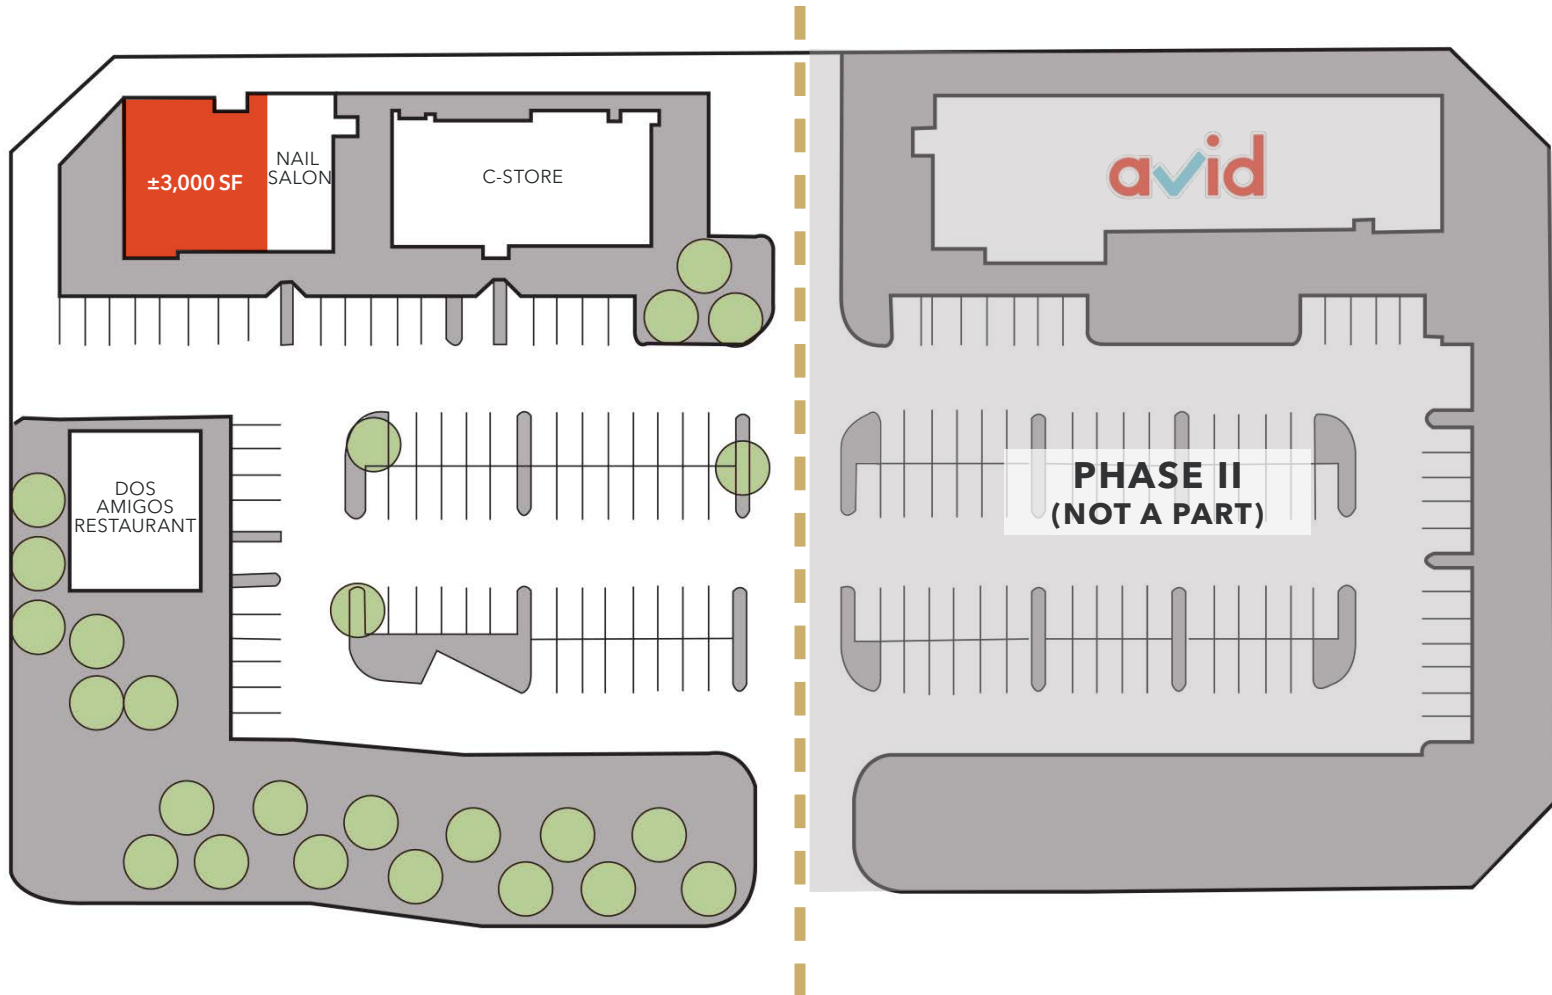 ±3,000 SF
NAIL
SALON
C-STORE
avid
DOS
AMIGOS
RESTAURANT
PHASE II
(NOT A PART)